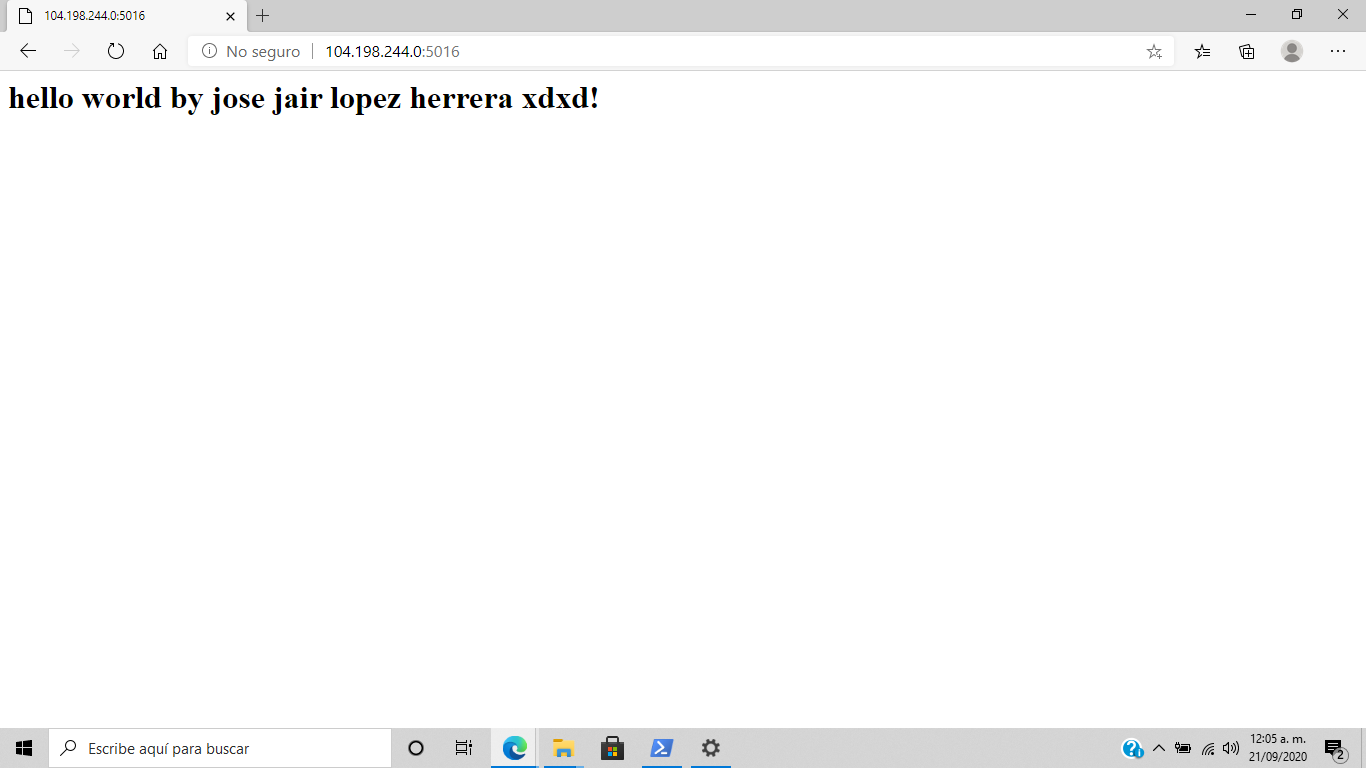 104.198.244.0:5016
No seguro 104.198.244.0:5016
hello world by jose jair lopez herrera xdxd!
Escribe aquí para buscar
12:05 a. m.
21/09/2020
2